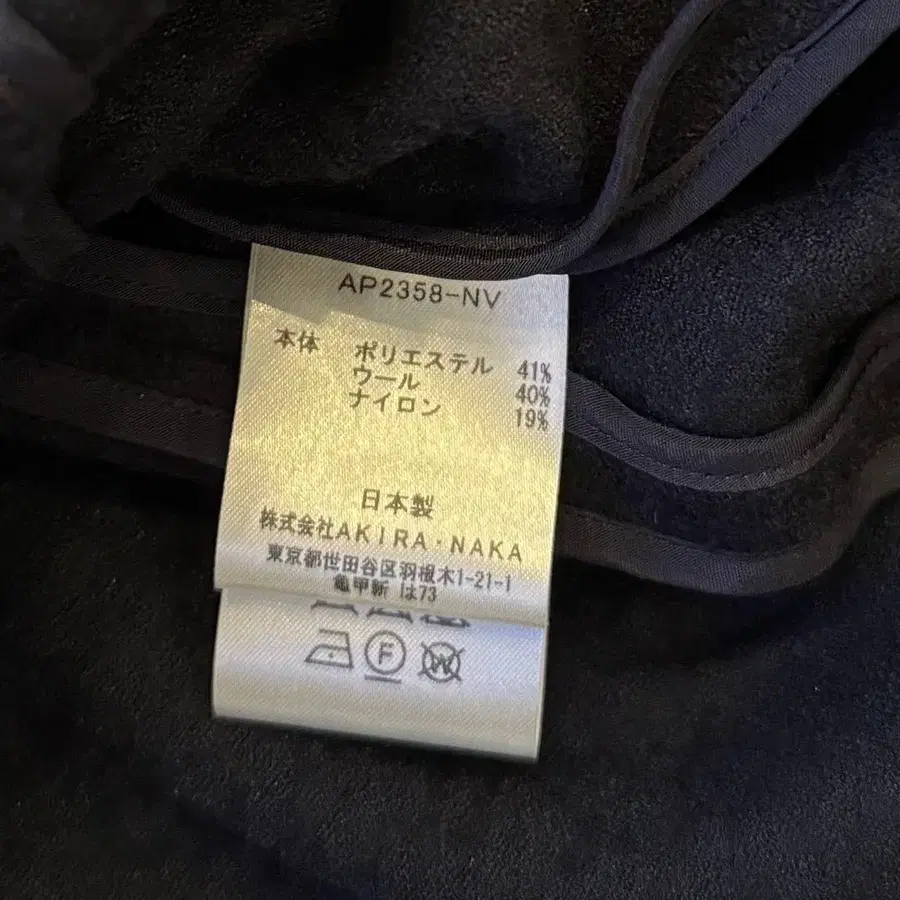 AP2358-NV
本体 ポリエステル 41%
ウール 40%
ナイロン 19%
日本製
株式会社AKIRA・NAKA
東京都世田谷区羽根木1-21-1
亀甲新 は73
F W